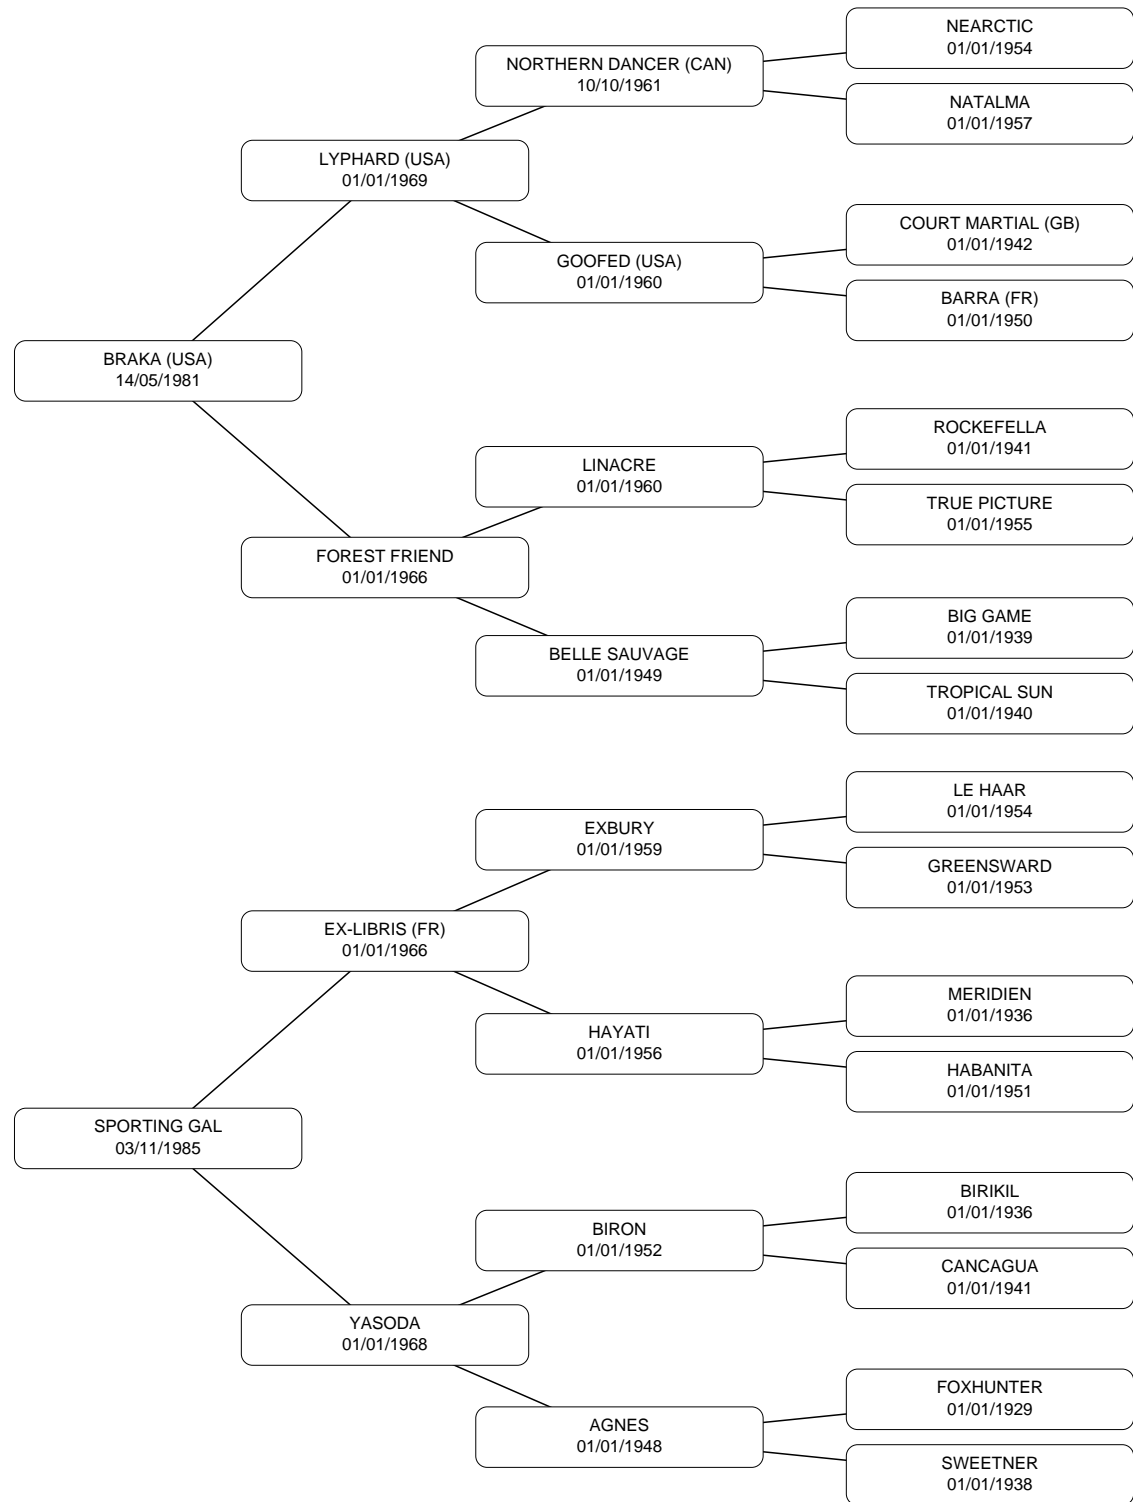 NEARCTIC
01/01/1954
NORTHERN DANCER (CAN)
10/10/1961
NATALMA
01/01/1957
LYPHARD (USA)
01/01/1969
COURT MARTIAL (GB)
01/01/1942
GOOFED (USA)
01/01/1960
BARRA (FR)
01/01/1950
BRAKA (USA)
14/05/1981
ROCKEFELLA
01/01/1941
LINACRE
01/01/1960
TRUE PICTURE
01/01/1955
FOREST FRIEND
01/01/1966
BIG GAME
01/01/1939
BELLE SAUVAGE
01/01/1949
TROPICAL SUN
01/01/1940
LE HAAR
01/01/1954
EXBURY
01/01/1959
GREENSWARD
01/01/1953
EX-LIBRIS (FR)
01/01/1966
MERIDIEN
01/01/1936
HAYATI
01/01/1956
HABANITA
01/01/1951
SPORTING GAL
03/11/1985
BIRIKIL
01/01/1936
BIRON
01/01/1952
CANCAGUA
01/01/1941
YASODA
01/01/1968
FOXHUNTER
01/01/1929
AGNES
01/01/1948
SWEETNER
01/01/1938